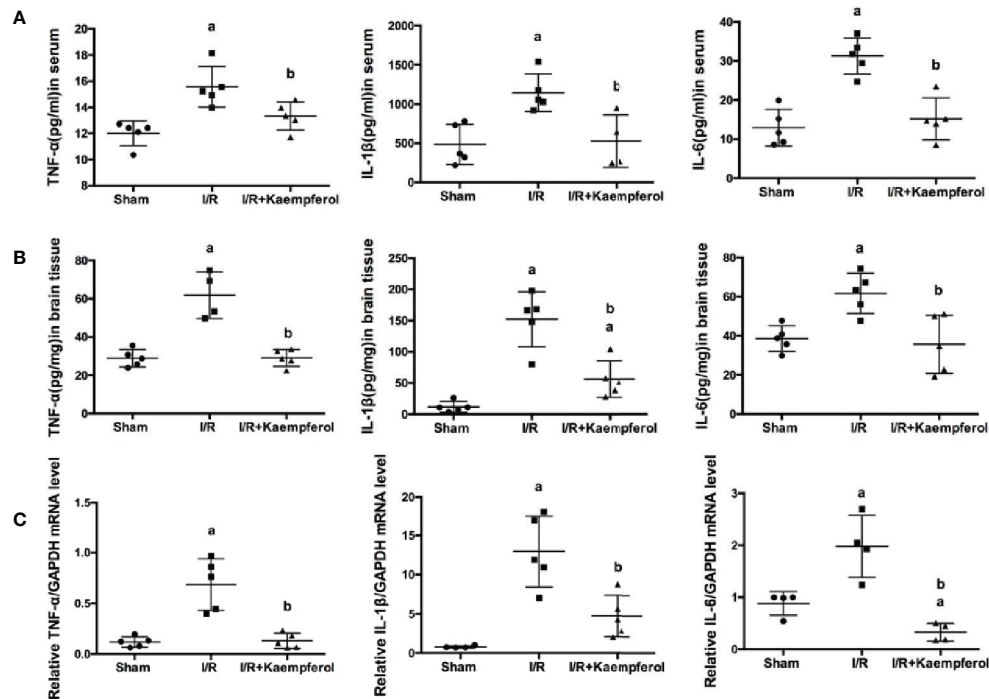 A
TNF-α(pg/ml)in serum
20
18
16
14
12
10
8
a
b
Sham
I/R
I/R+Kaempferol
IL-1β(pg/ml)in serum
2000
1500
1000
500
0
a
b
Sham
I/R
I/R+Kaempferol
IL-6(pg/ml)in serum
40
30
20
10
0
a
b
Sham
I/R
I/R+Kaempferol
B
TNF-α(pg/mg)in brain tissue
80
60
40
20
0
a
b
Sham
I/R
I/R+Kaempferol
IL-1β(pg/mg)in brain tissue
250
200
150
100
50
0
a
b
a
Sham
I/R
I/R+Kaempferol
IL-6(pg/mg)in brain tissue
80
60
40
20
0
a
b
Sham
I/R
I/R+Kaempferol
C
Relative TNF-α/GAPDH mRNA level
1.5
1.0
0.5
0.0
a
b
Sham
I/R
I/R+Kaempferol
Relative IL-1β/GAPDH mRNA level
20
15
10
5
0
a
b
Sham
I/R
I/R+Kaempferol
Relative IL-6/GAPDH mRNA level
3
2
1
0
a
b
a
Sham
I/R
I/R+Kaempferol